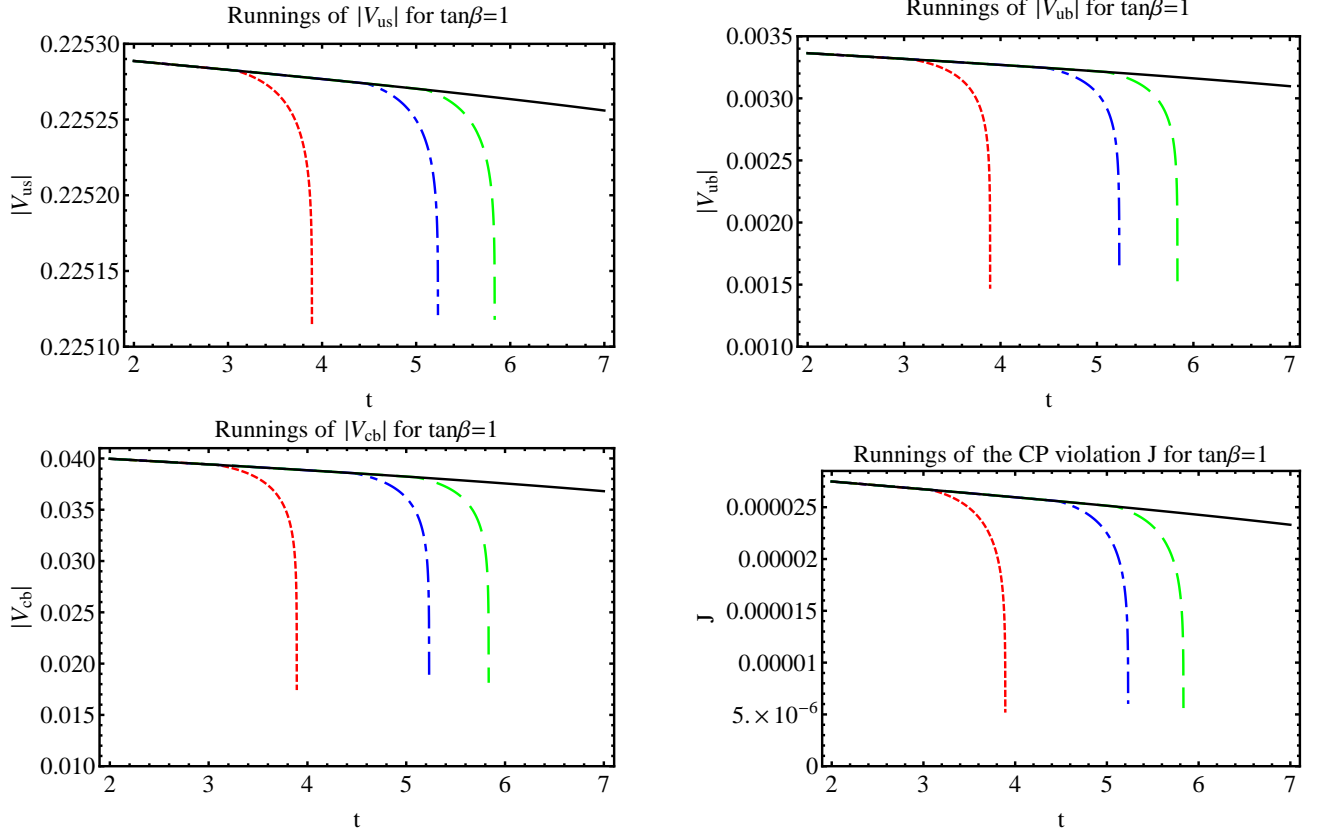 Runnings of |Vus| for tanβ=1
0.22530
0.22525
0.22520
0.22515
0.22510
|Vus|
2 3 4 5 6 7
t
Runnings of |Vub| for tanβ=1
0.0035
0.0030
0.0025
0.0020
0.0015
0.0010
|Vub|
2 3 4 5 6 7
t
Runnings of |Vcb| for tanβ=1
0.040
0.035
0.030
0.025
0.020
0.015
0.010
|Vcb|
2 3 4 5 6 7
t
Runnings of the CP violation J for tanβ=1
0.000025
0.00002
0.000015
0.00001
5.×10⁻⁶
0
J
2 3 4 5 6 7
t